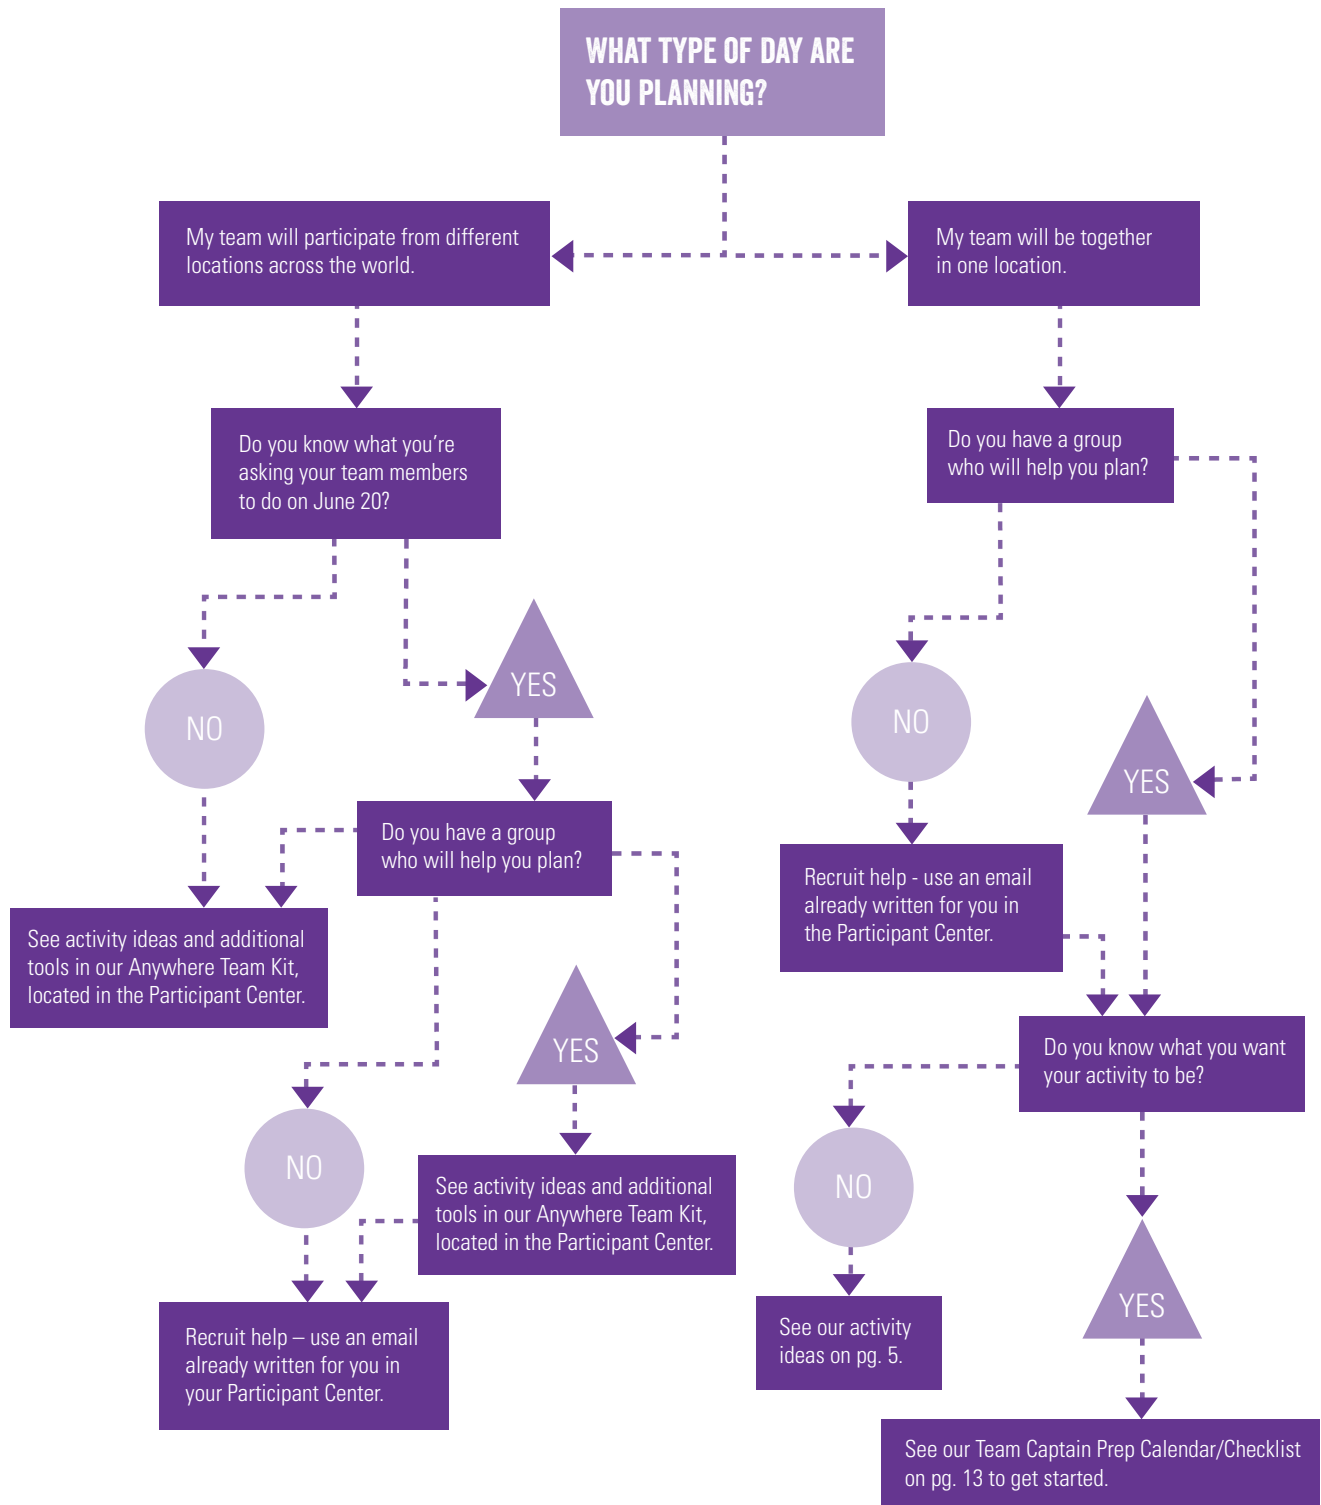 WHAT TYPE OF DAY ARE
YOU PLANNING?
My team will participate from different
locations across the world.
My team will be together
in one location.
Do you know what you're
asking your team members
to do on June 20?
Do you have a group
who will help you plan?
NO
YES
NO
YES
Do you have a group
who will help you plan?
Recruit help - use an email
already written for you in
the Participant Center.
See activity ideas and additional
tools in our Anywhere Team Kit,
located in the Participant Center.
YES
Do you know what you want
your activity to be?
NO
NO
See activity ideas and additional
tools in our Anywhere Team Kit,
located in the Participant Center.
YES
See our activity
ideas on pg. 5.
Recruit help – use an email
already written for you in
your Participant Center.
See our Team Captain Prep Calendar/Checklist
on pg. 13 to get started.